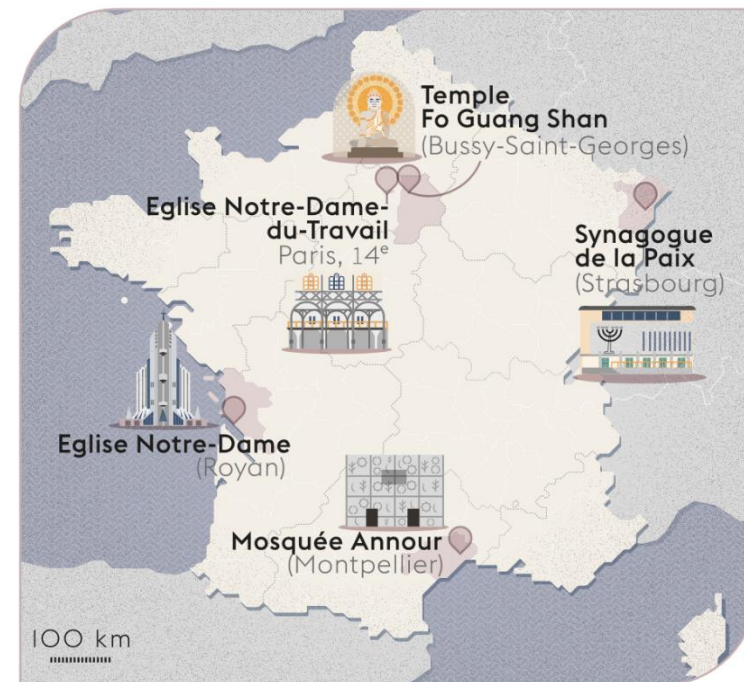 Temple
Fo Guang Shan
(Bussy-Saint-Georges)
Eglise Notre-Dame-
du-Travail
Paris, 14e
Synagogue
de la Paix
(Strasbourg)
Eglise Notre-Dame
(Royan)
Mosquée Annour
(Montpellier)
100 km